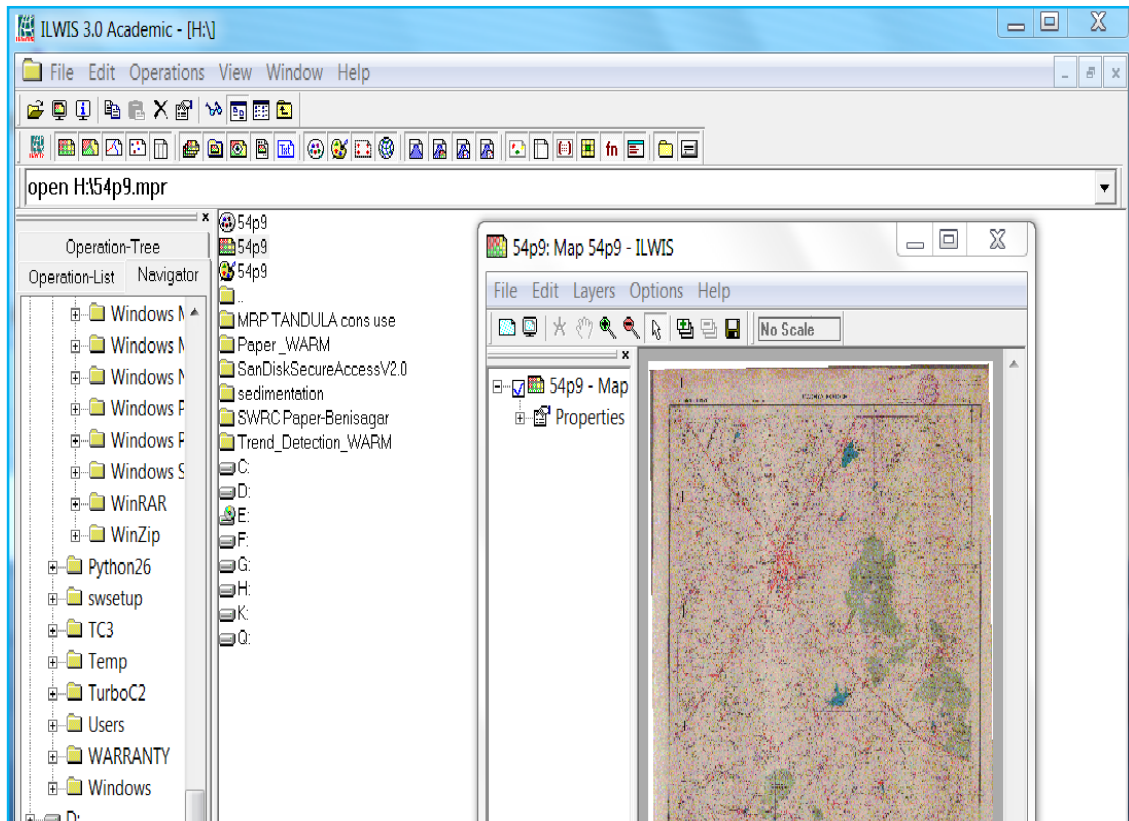 ILWIS 3.0 Academic - [H:\]
File Edit Operations View Window Help
open H:\54p9.mpr
Operation-Tree
Operation-List Navigator
Windows N
Windows N
Windows N
Windows P
Windows P
Windows S
WinRAR
WinZip
Python26
swsetup
TC3
Temp
TurboC2
Users
WARRANTY
Windows
D:
54p9
54p9
54p9
..
MRP TANDULA cons use
Paper_WARM
SanDiskSecureAccessV2.0
sedimentation
SWRC Paper-Benisagar
Trend_Detection_WARM
C:
D:
E:
F:
G:
H:
K:
Q:
54p9: Map 54p9 - ILWIS
File Edit Layers Options Help
No Scale
54p9 - Map
Properties